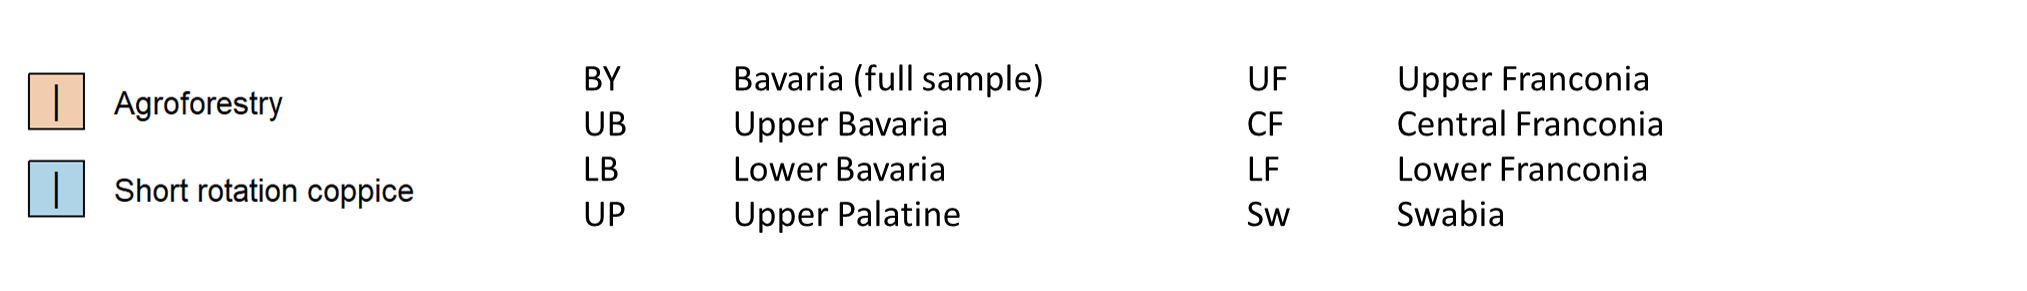 Agroforestry
Short rotation coppice
BY Bavaria (full sample)
UB Upper Bavaria
LB Lower Bavaria
UP Upper Palatine
UF Upper Franconia
CF Central Franconia
LF Lower Franconia
Sw Swabia